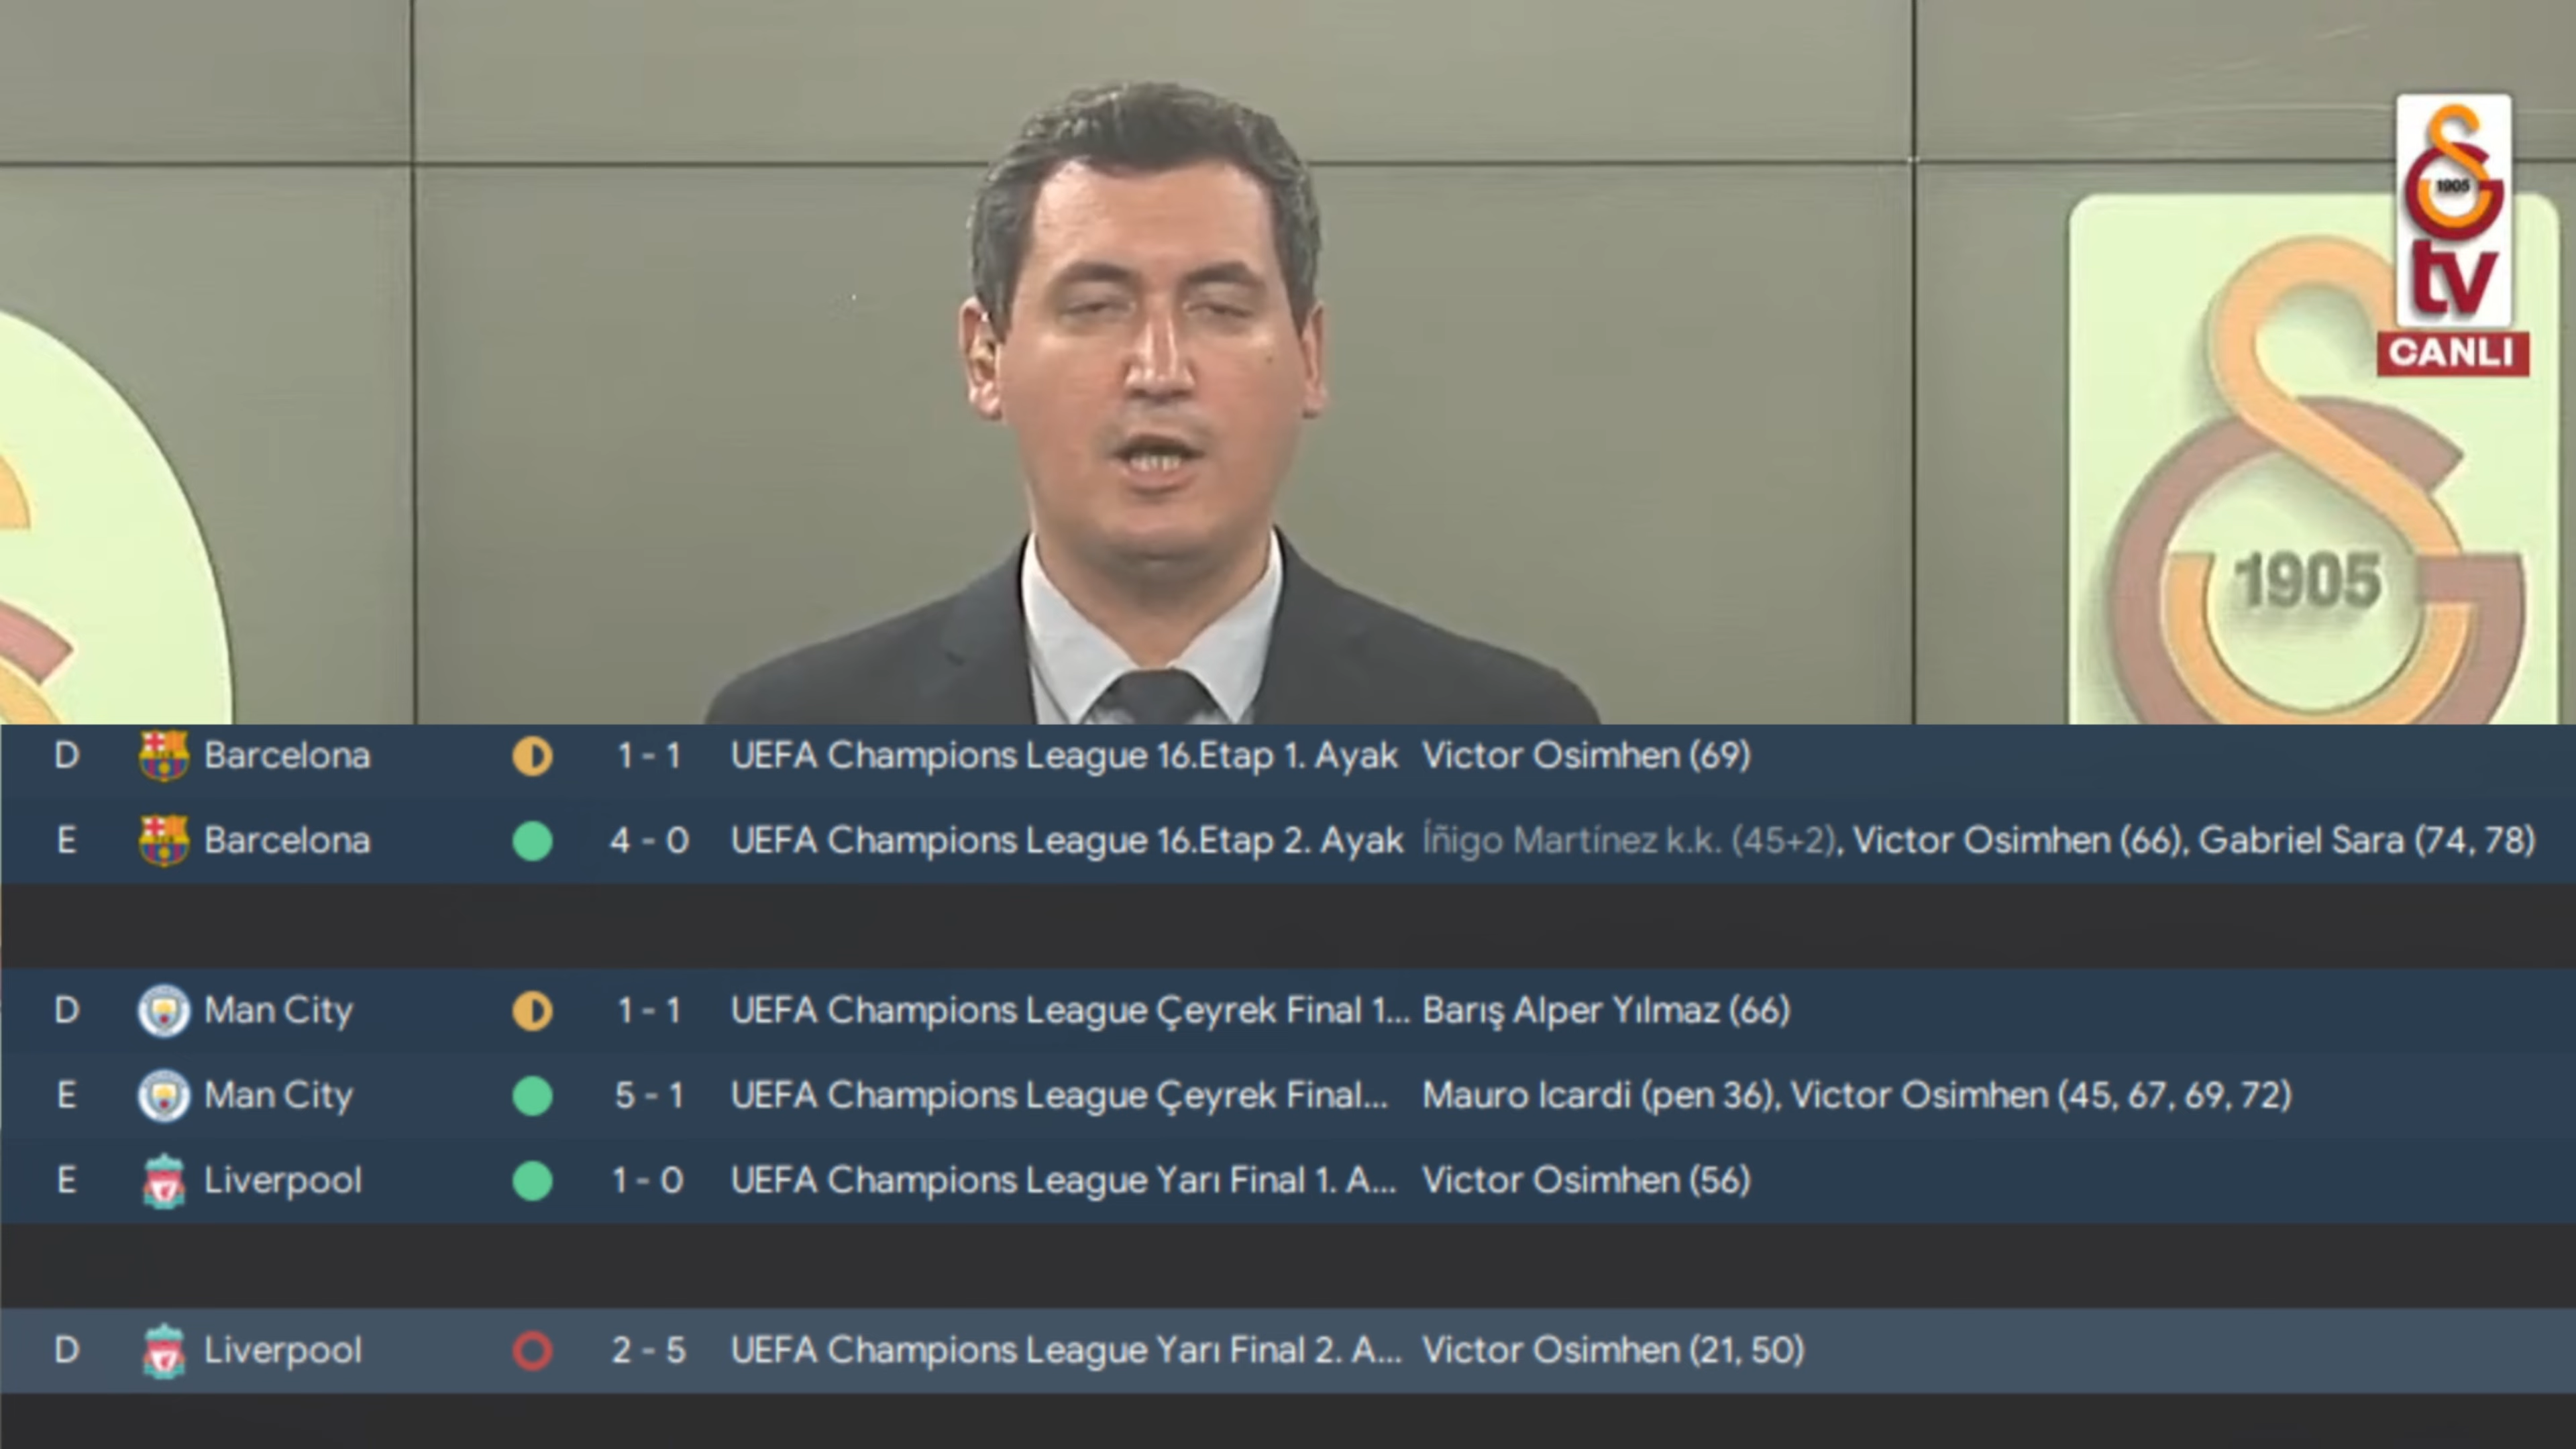 1905
tv
CANLI
1905
D Barcelona 1 - 1 UEFA Champions League 16.Etap 1. Ayak Victor Osimhen (69)
E Barcelona 4 - 0 UEFA Champions League 16.Etap 2. Ayak Íñigo Martínez k.k. (45+2), Victor Osimhen (66), Gabriel Sara (74, 78)
D Man City 1 - 1 UEFA Champions League Çeyrek Final 1... Barış Alper Yılmaz (66)
E Man City 5 - 1 UEFA Champions League Çeyrek Final... Mauro Icardi (pen 36), Victor Osimhen (45, 67, 69, 72)
E Liverpool 1 - 0 UEFA Champions League Yarı Final 1. A... Victor Osimhen (56)
D Liverpool 2 - 5 UEFA Champions League Yarı Final 2. A... Victor Osimhen (21, 50)